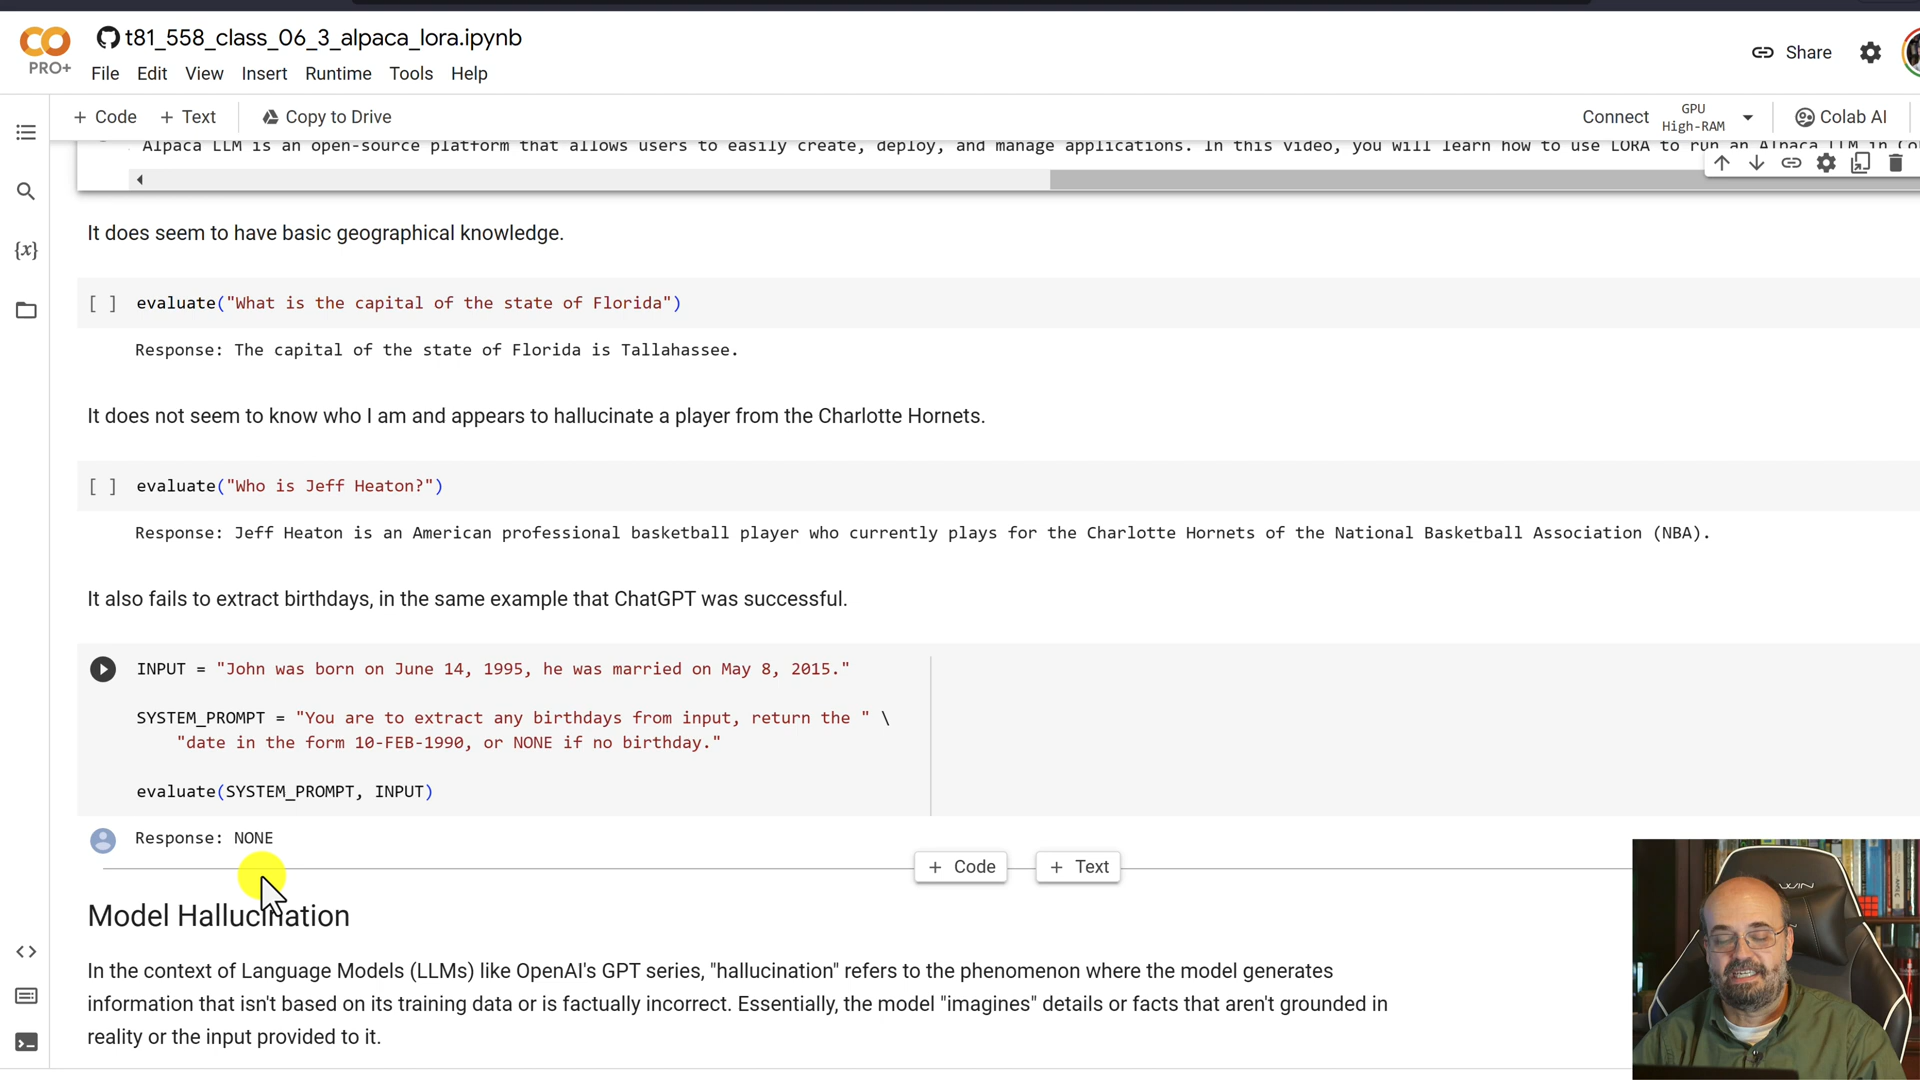 t81_558_class_06_3_alpaca_lora.ipynb
PRO+
File Edit View Insert Runtime Tools Help
Share
+ Code + Text Copy to Drive
Connect GPU High-RAM Colab AI
Alpaca LLM is an open-source platform that allows users to easily create, deploy, and manage applications. In this video, you will learn how to use LORA to run an Alpaca LLM in Co
It does seem to have basic geographical knowledge.
[ ] evaluate("What is the capital of the state of Florida")
Response: The capital of the state of Florida is Tallahassee.
It does not seem to know who I am and appears to hallucinate a player from the Charlotte Hornets.
[ ] evaluate("Who is Jeff Heaton?")
Response: Jeff Heaton is an American professional basketball player who currently plays for the Charlotte Hornets of the National Basketball Association (NBA).
It also fails to extract birthdays, in the same example that ChatGPT was successful.
INPUT = "John was born on June 14, 1995, he was married on May 8, 2015."
SYSTEM_PROMPT = "You are to extract any birthdays from input, return the " \
"date in the form 10-FEB-1990, or NONE if no birthday."
evaluate(SYSTEM_PROMPT, INPUT)
Response: NONE
+ Code + Text
Model Hallucination
In the context of Language Models (LLMs) like OpenAI's GPT series, "hallucination" refers to the phenomenon where the model generates
information that isn't based on its training data or is factually incorrect. Essentially, the model "imagines" details or facts that aren't grounded in
reality or the input provided to it.